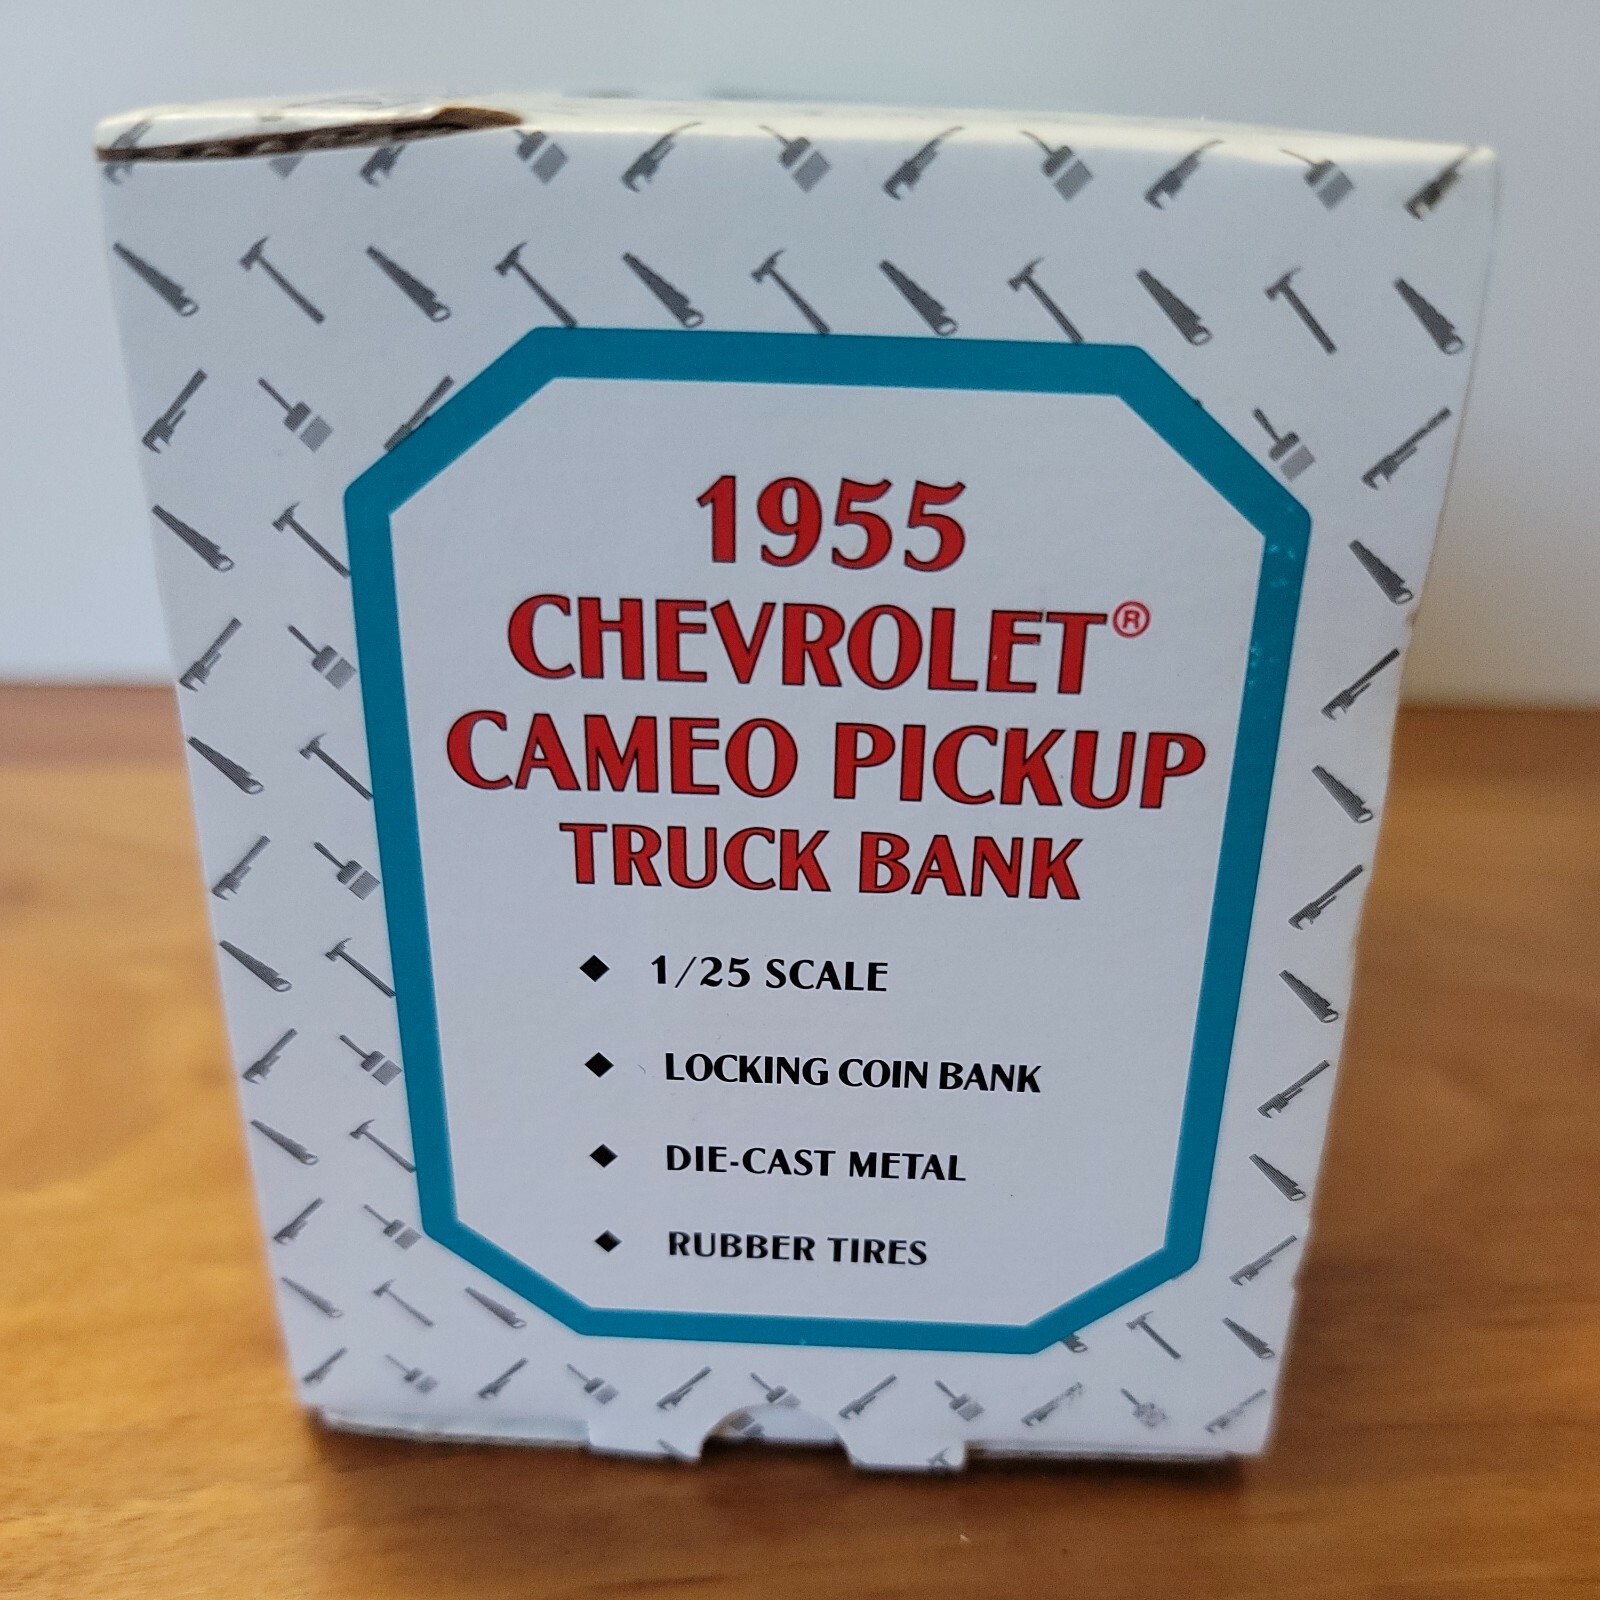 1955
CHEVROLET®
CAMEO PICKUP
TRUCK BANK
◆ 1/25 SCALE
◆ LOCKING COIN BANK
◆ DIE-CAST METAL
◆ RUBBER TIRES